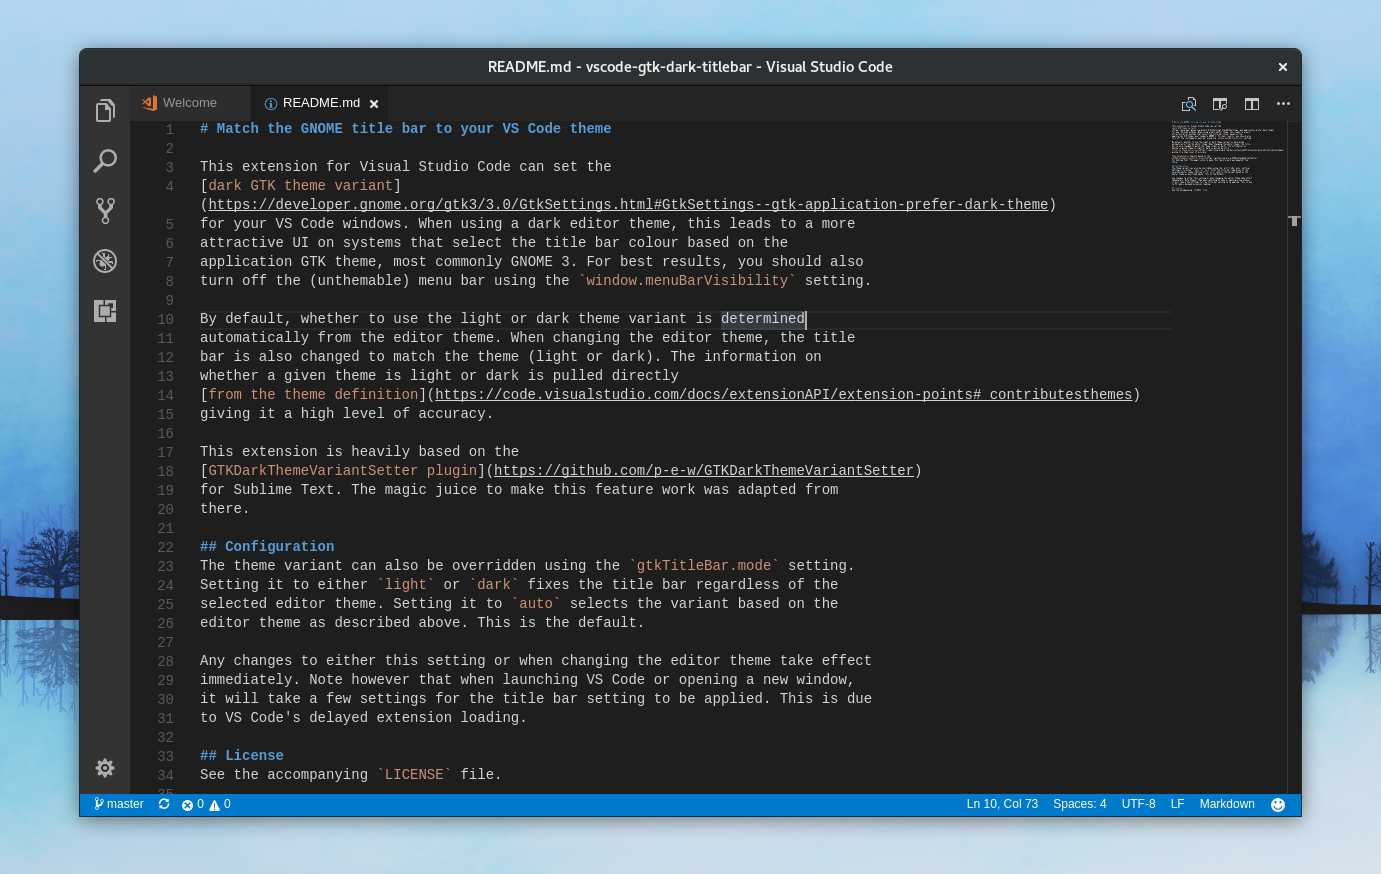 README.md - vscode-gtk-dark-titlebar - Visual Studio Code
Welcome
README.md
1 # Match the GNOME title bar to your VS Code theme
2
3 This extension for Visual Studio Code can set the
4 [dark GTK theme variant]
(https://developer.gnome.org/gtk3/3.0/GtkSettings.html#GtkSettings--gtk-application-prefer-dark-theme)
5 for your VS Code windows. When using a dark editor theme, this leads to a more
6 attractive UI on systems that select the title bar colour based on the
7 application GTK theme, most commonly GNOME 3. For best results, you should also
8 turn off the (unthemable) menu bar using the `window.menuBarVisibility` setting.
9
10 By default, whether to use the light or dark theme variant is determined
11 automatically from the editor theme. When changing the editor theme, the title
12 bar is also changed to match the theme (light or dark). The information on
13 whether a given theme is light or dark is pulled directly
14 [from the theme definition](https://code.visualstudio.com/docs/extensionAPI/extension-points#_contributesthemes)
15 giving it a high level of accuracy.
16
17 This extension is heavily based on the
18 [GTKDarkThemeVariantSetter plugin](https://github.com/p-e-w/GTKDarkThemeVariantSetter)
19 for Sublime Text. The magic juice to make this feature work was adapted from
20 there.
21
22 ## Configuration
23 The theme variant can also be overridden using the `gtkTitleBar.mode` setting.
24 Setting it to either `light` or `dark` fixes the title bar regardless of the
25 selected editor theme. Setting it to `auto` selects the variant based on the
26 editor theme as described above. This is the default.
27
28 Any changes to either this setting or when changing the editor theme take effect
29 immediately. Note however that when launching VS Code or opening a new window,
30 it will take a few settings for the title bar setting to be applied. This is due
31 to VS Code's delayed extension loading.
32
33 ## License
34 See the accompanying `LICENSE` file.
35
master 0 0 Ln 10, Col 73 Spaces: 4 UTF-8 LF Markdown